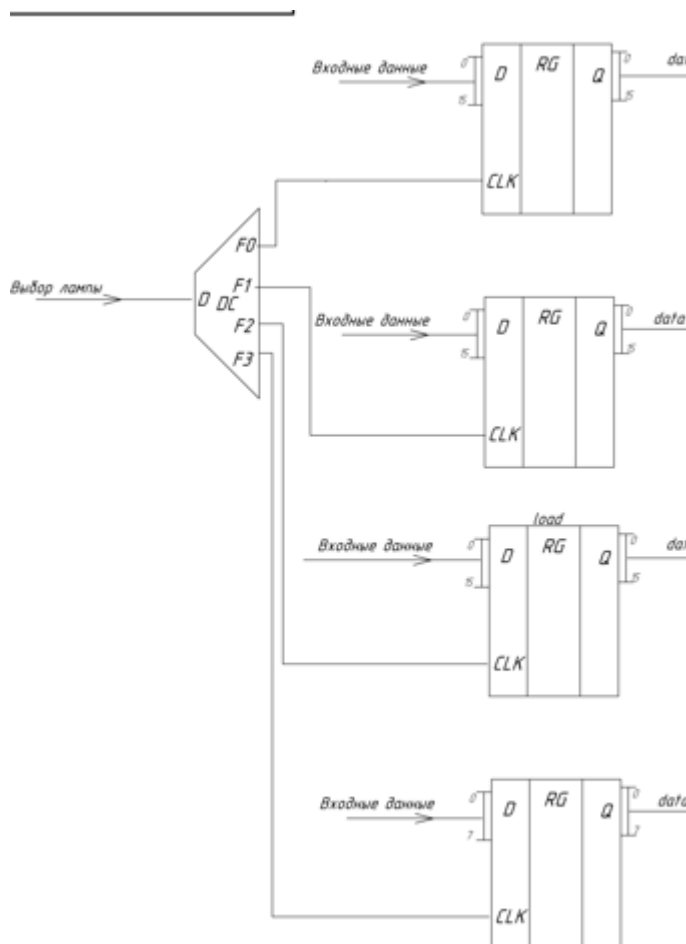 Входные данные
0
15
D
RG
Q
0
15
dat
CLK
Выбор лампы
D
DC
F0
F1
F2
F3
Входные данные
0
15
D
RG
Q
0
15
data
CLK
load
Входные данные
0
15
D
RG
Q
0
15
dat
CLK
Входные данные
0
7
D
RG
Q
0
7
data
CLK